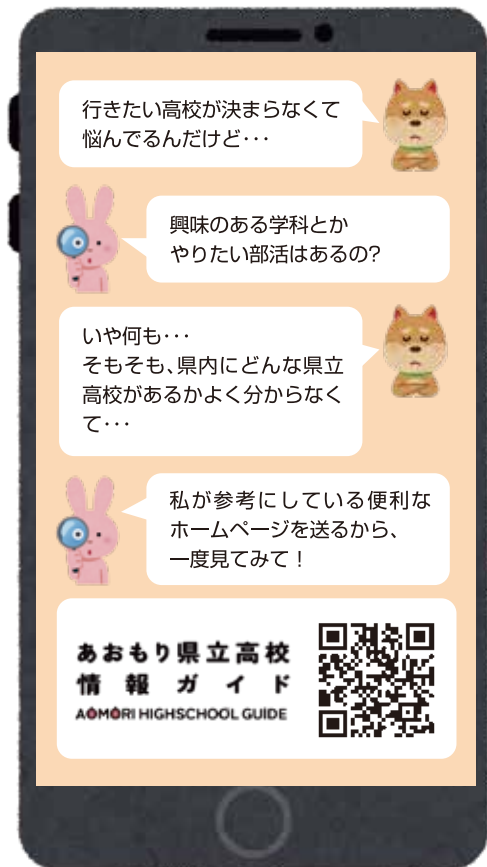 行きたい高校が決まらなくて
悩んでるんだけど･･･
興味のある学科とか
やりたい部活はあるの?
いや何も･･･
そもそも､県内にどんな県立
高校があるかよく分からなく
て･･･
私が参考にしている便利な
ホームページを送るから､
一度見てみて！
あおもり県立高校
情報ガイド
AOMORI HIGHSCHOOL GUIDE